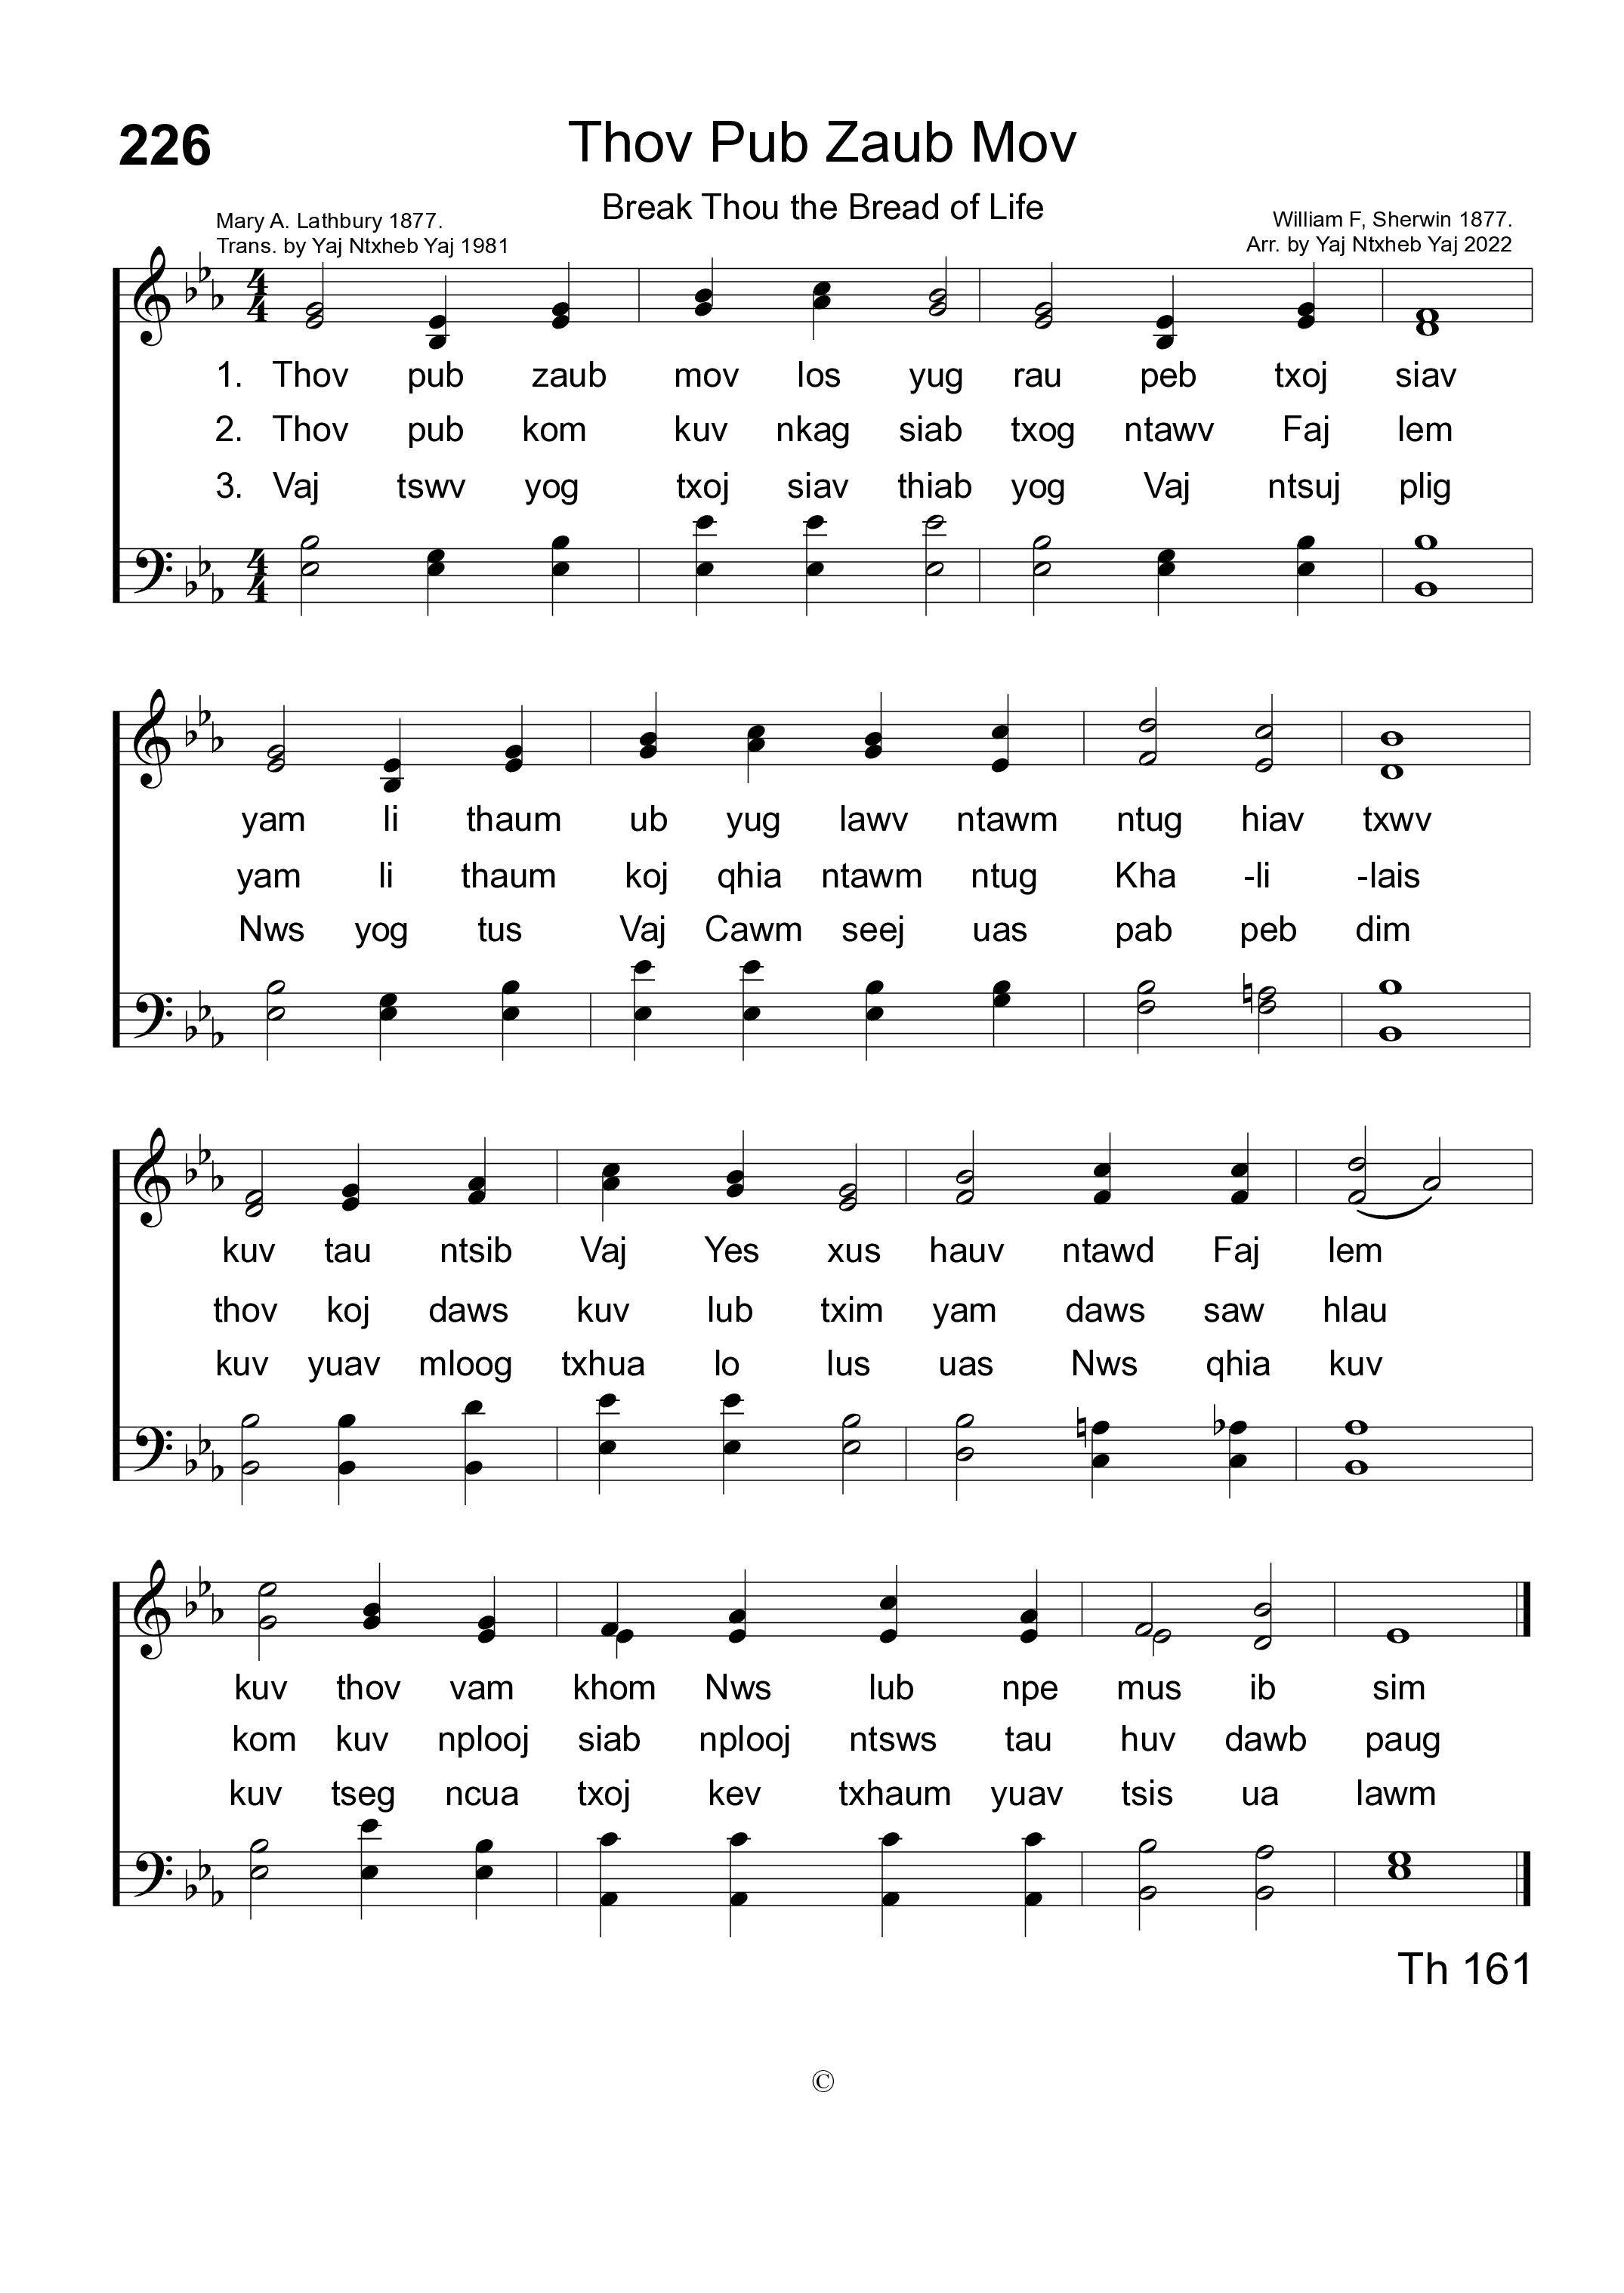 226
Thov Pub Zaub Mov
Break Thou the Bread of Life
Mary A. Lathbury 1877.
Trans. by Yaj Ntxheb Yaj 1981
William F, Sherwin 1877.
Arr. by Yaj Ntxheb Yaj 2022
4 4
1. Thov pub zaub mov los yug rau peb txoj siav
2. Thov pub kom kuv nkag siab txog ntawv Faj lem
3. Vaj tswv yog txoj siav thiab yog Vaj ntsuj plig
4 4
yam li thaum ub yug lawv ntawm ntug hiav txwv
yam li thaum koj qhia ntawm ntug Kha -li -lais
Nws yog tus Vaj Cawm seej uas pab peb dim
kuv tau ntsib Vaj Yes xus hauv ntawd Faj lem
thov koj daws kuv lub txim yam daws saw hlau
kuv yuav mloog txhua lo lus uas Nws qhia kuv
kuv thov vam khom Nws lub npe mus ib sim
kom kuv nplooj siab nplooj ntsws tau huv dawb paug
kuv tseg ncua txoj kev txhaum yuav tsis ua lawm
Th 161
©